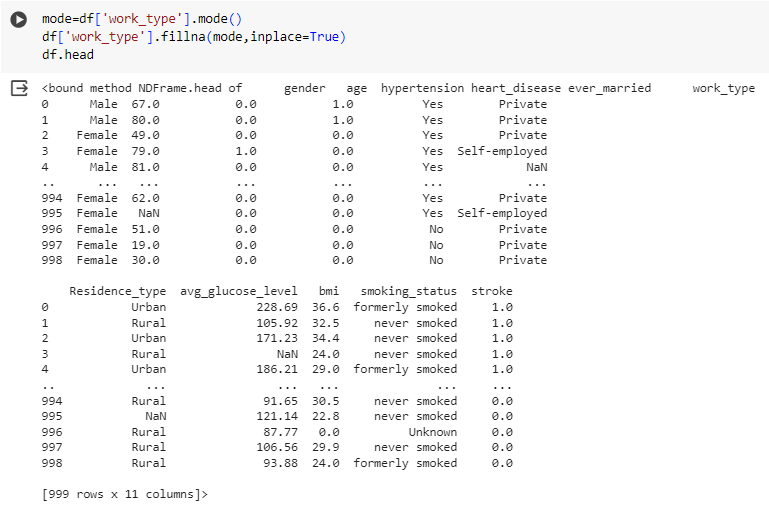 mode=df['work_type'].mode()
df['work_type'].fillna(mode,inplace=True)
df.head
<bound method NDFrame.head of      gender   age  hypertension heart_disease ever_married      work_type
0      Male  67.0           0.0           1.0          Yes        Private
1      Male  80.0           0.0           1.0          Yes        Private
2    Female  49.0           0.0           0.0          Yes        Private
3    Female  79.0           1.0           0.0          Yes  Self-employed
4      Male  81.0           0.0           0.0          Yes            NaN
..      ...   ...           ...           ...          ...            ...
994  Female  62.0           0.0           0.0          Yes        Private
995  Female   NaN           0.0           0.0          Yes  Self-employed
996  Female  51.0           0.0           0.0           No        Private
997  Female  19.0           0.0           0.0           No        Private
998  Female  30.0           0.0           0.0           No        Private
    Residence_type  avg_glucose_level   bmi   smoking_status  stroke
0            Urban             228.69  36.6  formerly smoked     1.0
1            Rural             105.92  32.5     never smoked     1.0
2            Urban             171.23  34.4     never smoked     1.0
3            Rural                NaN  24.0     never smoked     1.0
4            Urban             186.21  29.0  formerly smoked     1.0
..             ...                ...   ...              ...     ...
994          Rural              91.65  30.5     never smoked     0.0
995            NaN             121.14  22.8     never smoked     0.0
996          Rural              87.77   0.0          Unknown     0.0
997          Rural             106.56  29.9     never smoked     0.0
998          Rural              93.88  24.0  formerly smoked     0.0
[999 rows x 11 columns]>